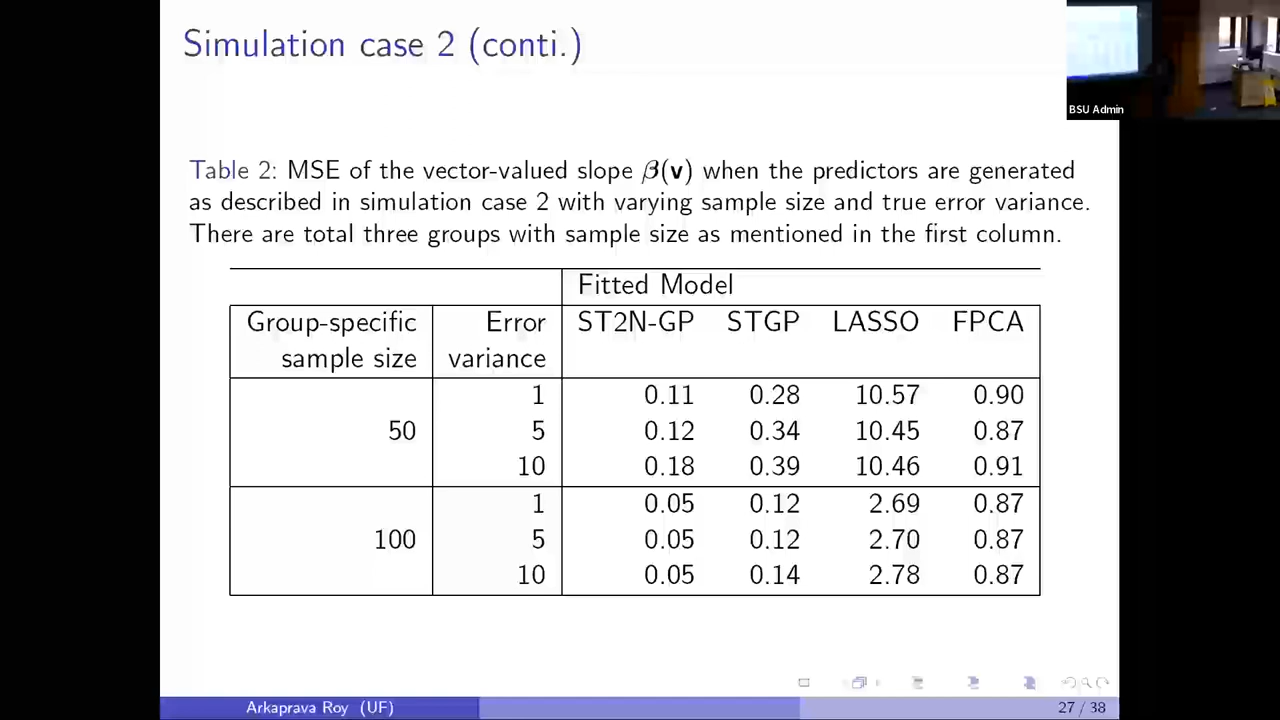 Simulation case 2 (conti.)
BSU Admin
Table 2: MSE of the vector-valued slope β(v) when the predictors are generated
as described in simulation case 2 with varying sample size and true error variance.
There are total three groups with sample size as mentioned in the first column.
Fitted Model
Group-specific Error ST2N-GP STGP LASSO FPCA
sample size variance
1 0.11 0.28 10.57 0.90
50 5 0.12 0.34 10.45 0.87
10 0.18 0.39 10.46 0.91
1 0.05 0.12 2.69 0.87
100 5 0.05 0.12 2.70 0.87
10 0.05 0.14 2.78 0.87
Arkaprava Roy (UF) 27 / 38